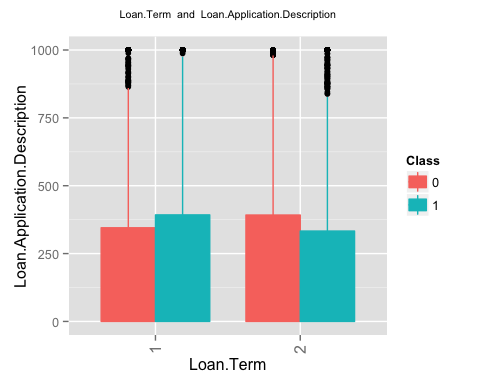 Loan.Term and Loan.Application.Description
1000
750
500
250
0
Loan.Application.Description
1
2
Loan.Term
Class
0
1